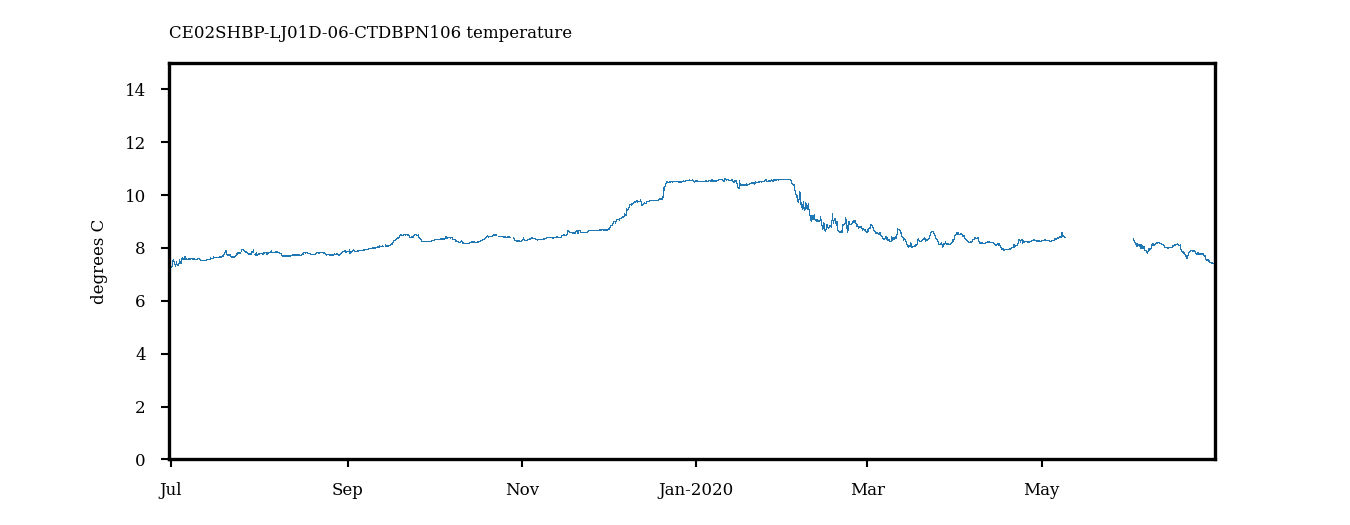 CE02SHBP-LJ01D-06-CTDBPN106 temperature
degrees C
14
12
10
8
6
4
2
0
Jul Sep Nov Jan-2020 Mar May